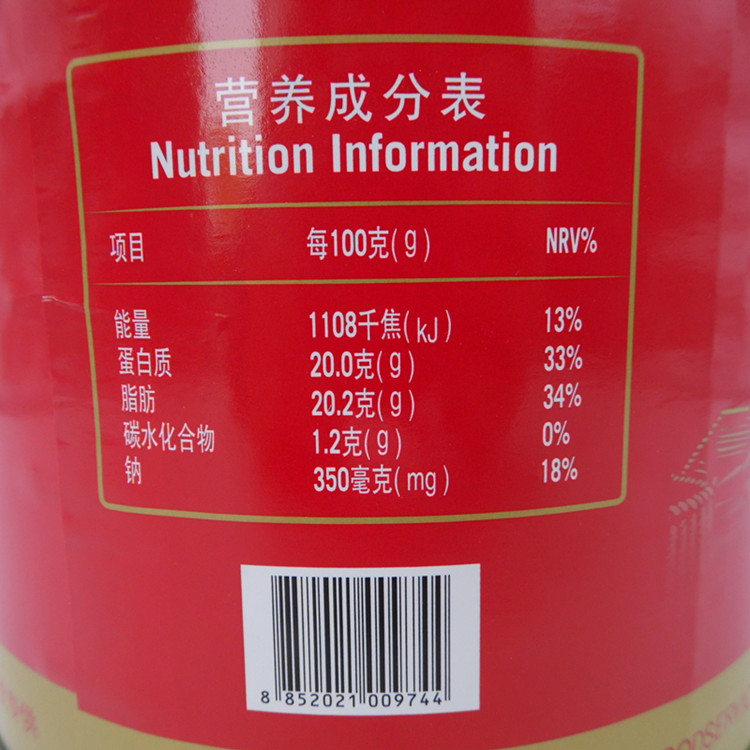 营养成分表
Nutrition Information
项目 每100克(g) NRV%
能量 1108千焦(kJ) 13%
蛋白质 20.0克(g) 33%
脂肪 20.2克(g) 34%
碳水化合物 1.2克(g) 0%
钠 350毫克(mg) 18%
8 852021 009744